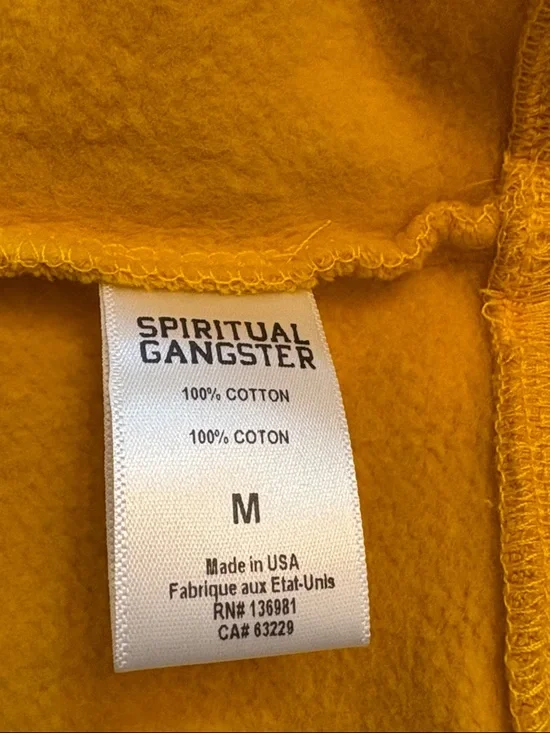 SPIRITUAL
GANGSTER
100% COTTON
100% COTON
M
Made in USA
Fabrique aux Etat-Unis
RN# 136981
CA# 63229